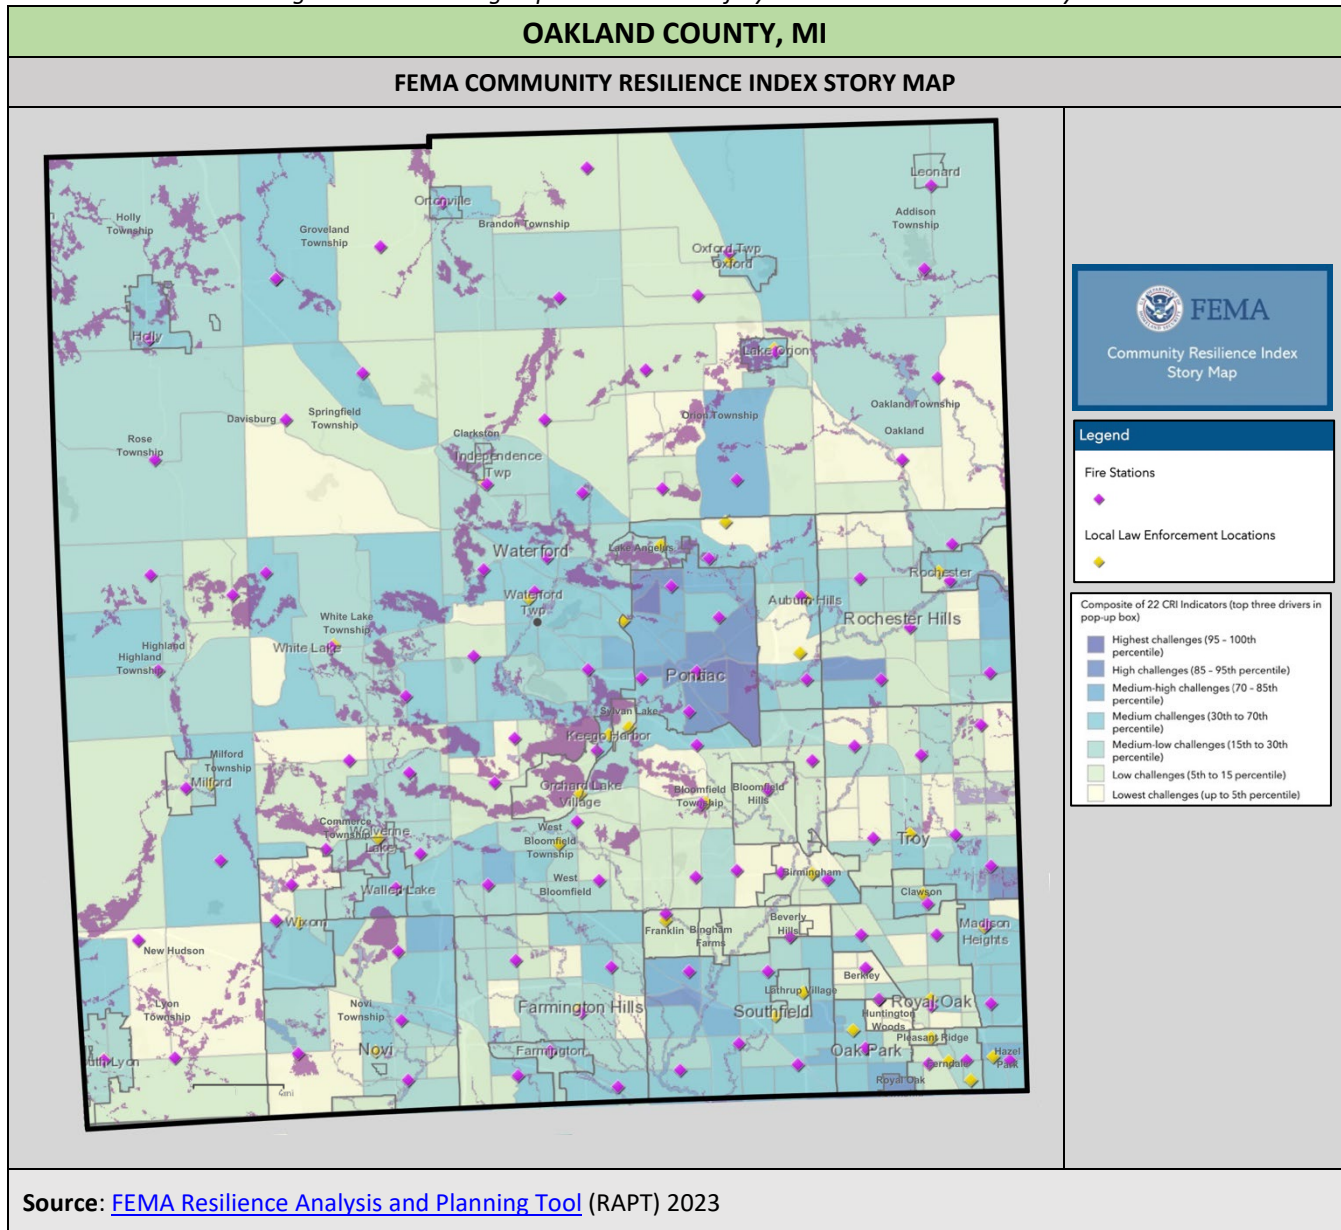 OAKLAND COUNTY, MI
FEMA COMMUNITY RESILIENCE INDEX STORY MAP
Leonard
Ortonville
Holly
Township
Addison
Township
Brandon Township
Groveland
Township
Oxford Twp
Oxford
Holly
Lake Orion
Oakland Township
Orion Township
Springfield
Township
Davisburg
Oakland
Clarkston
Rose
Township
Independence
Twp
Waterford
Lake Angelus
Rochester
Waterford
Twp
Auburn Hills
White Lake
Township
Rochester Hills
Highland
White Lake
Highland
Township
Pontiac
Sylvan Lake
Keego Harbor
Milford
Township
Milford
Orchard Lake
Village
Bloomfield
Township
Bloomfield
Hills
Commerce
Township
Wolverine
Lake
West
Bloomfield
Township
Troy
Birmingham
West
Bloomfield
Walled Lake
Clawson
Wixom
Beverly
Hills
Madison
Heights
Franklin
Bingham
Farms
New Hudson
Berkley
Lathrup Village
Lyon
Township
Novi
Township
Farmington Hills
Southfield
Royal Oak
Huntington
Woods
Pleasant Ridge
Novi
Farmington
Oak Park
Hazel
Park
Royal Oak
FEMA
Community Resilience Index
Story Map
Legend
Fire Stations
Local Law Enforcement Locations
Composite of 22 CRI Indicators (top three drivers in
pop-up box)
Highest challenges (95 - 100th
percentile)
High challenges (85 - 95th percentile)
Medium-high challenges (70 - 85th
percentile)
Medium challenges (30th to 70th
percentile)
Medium-low challenges (15th to 30th
percentile)
Low challenges (5th to 15 percentile)
Lowest challenges (up to 5th percentile)
Source: FEMA Resilience Analysis and Planning Tool (RAPT) 2023